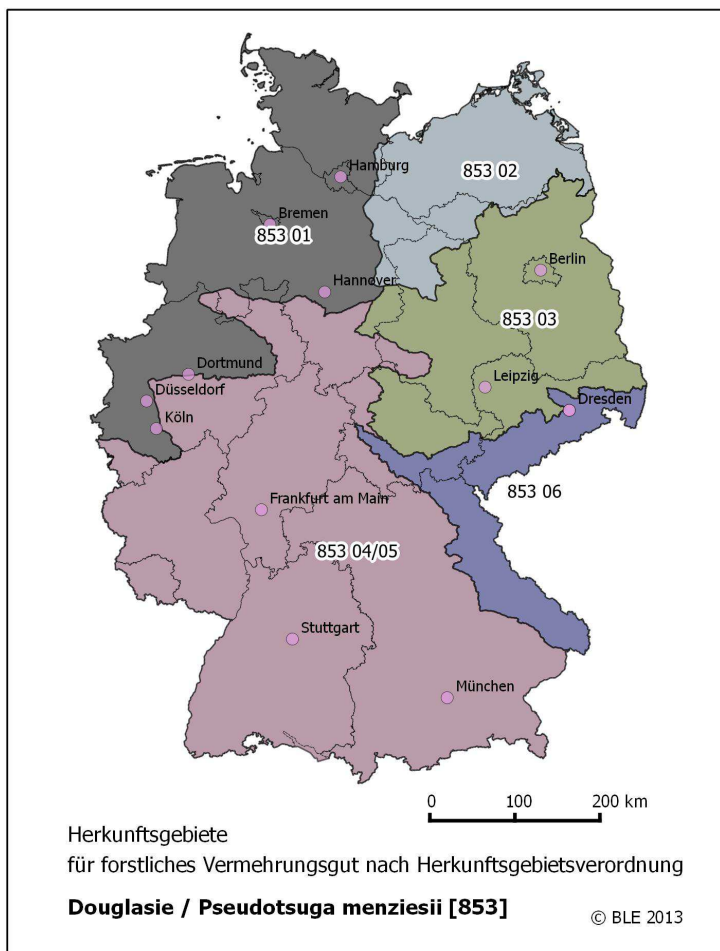 Hamburg
853 02
Bremen
853 01
Berlin
Hannover
853 03
Dortmund
Leipzig
Düsseldorf
Dresden
Köln
853 06
Frankfurt am Main
853 04/05
Stuttgart
München
0 100 200 km
Herkunftsgebiete
für forstliches Vermehrungsgut nach Herkunftsgebietsverordnung
Douglasie / Pseudotsuga menziesii [853]
© BLE 2013